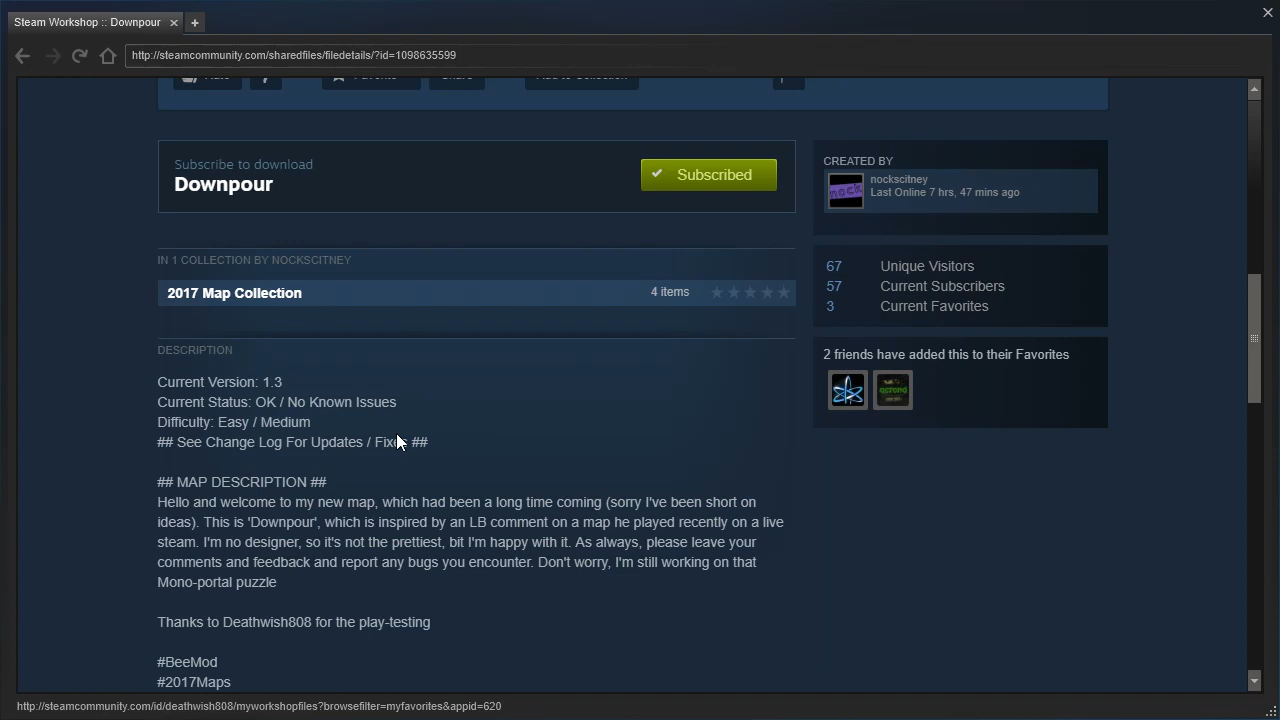 Steam Workshop :: Downpour
http://steamcommunity.com/sharedfiles/filedetails/?id=1098635599
Subscribe to download
Downpour
Subscribed
IN 1 COLLECTION BY NOCKSCITNEY
2017 Map Collection 4 items
DESCRIPTION
Current Version: 1.3
Current Status: OK / No Known Issues
Difficulty: Easy / Medium
## See Change Log For Updates / Fixes ##
## MAP DESCRIPTION ##
Hello and welcome to my new map, which had been a long time coming (sorry I've been short on
ideas). This is 'Downpour', which is inspired by an LB comment on a map he played recently on a live
steam. I'm no designer, so it's not the prettiest, bit I'm happy with it. As always, please leave your
comments and feedback and report any bugs you encounter. Don't worry, I'm still working on that
Mono-portal puzzle
Thanks to Deathwish808 for the play-testing
#BeeMod
#2017Maps
CREATED BY
nock
nockscitney
Last Online 7 hrs, 47 mins ago
67 Unique Visitors
57 Current Subscribers
3 Current Favorites
2 friends have added this to their Favorites
http://steamcommunity.com/id/deathwish808/myworkshopfiles?browsefilter=myfavorites&appid=620